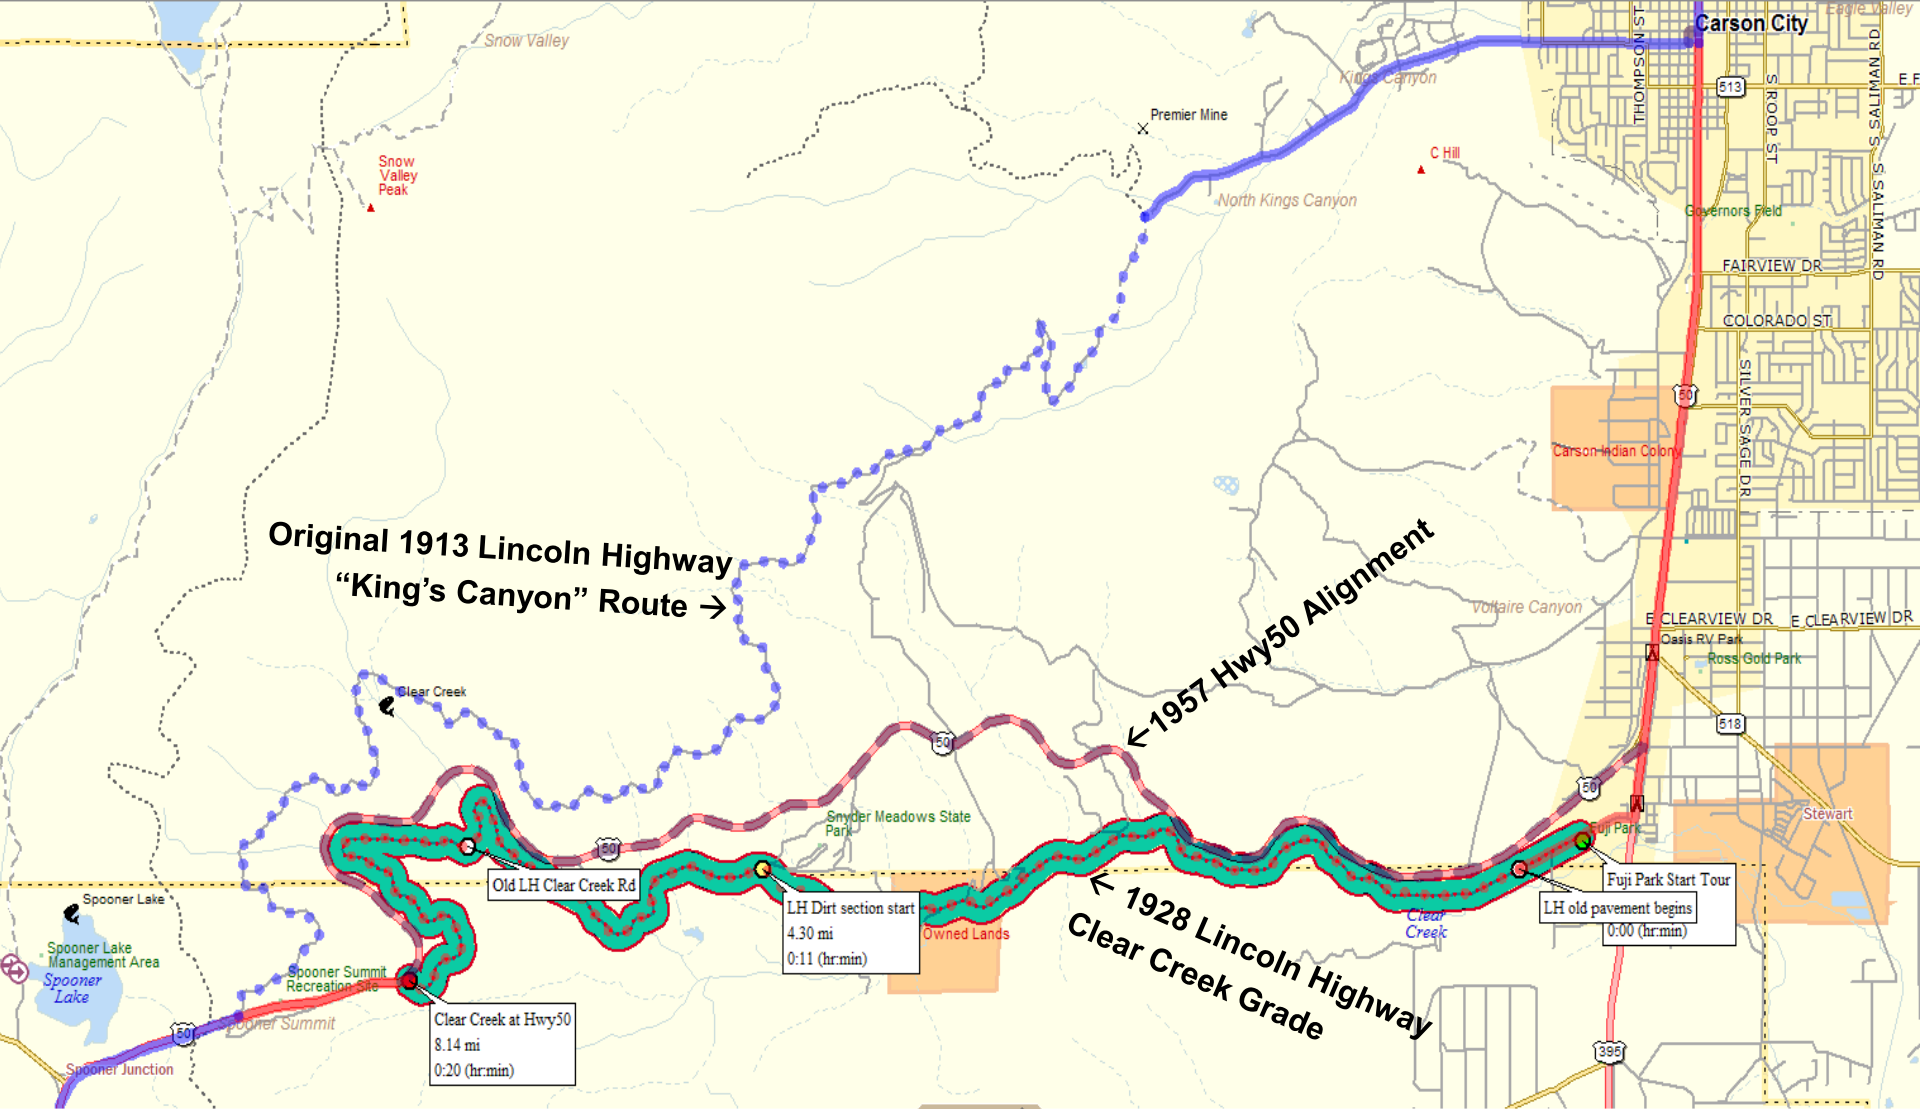 Eagle Valley
Carson City
Snow Valley
THOMPSON ST
513
S ROOP ST
S SALIMAN RD
S SALIMAN RD
E F
Kings Canyon
Premier Mine
C Hill
Snow
Valley
Peak
North Kings Canyon
Governors Field
FAIRVIEW DR
COLORADO ST
SILVER SAGE DR
50
Carson Indian Colony
Original 1913 Lincoln Highway
“King’s Canyon” Route →
←1957 Hwy50 Alignment
Voltaire Canyon
E CLEARVIEW DR
E CLEARVIEW DR
Oasis RV Park
Ross Gold Park
Clear Creek
518
50
50
Snyder Meadows State
Park
50
Stewart
Fuji Park
Old LH Clear Creek Rd
Fuji Park Start Tour
0:00 (hr:min)
LH old pavement begins
LH Dirt section start
4.30 mi
0:11 (hr:min)
Owned Lands
← 1928 Lincoln Highway
Clear Creek Grade
Clear
Creek
Spooner Lake
Spooner Lake
Management Area
Spooner
Lake
Spooner Summit
Recreation Site
Clear Creek at Hwy50
8.14 mi
0:20 (hr:min)
Spooner Summit
50
Spooner Junction
395